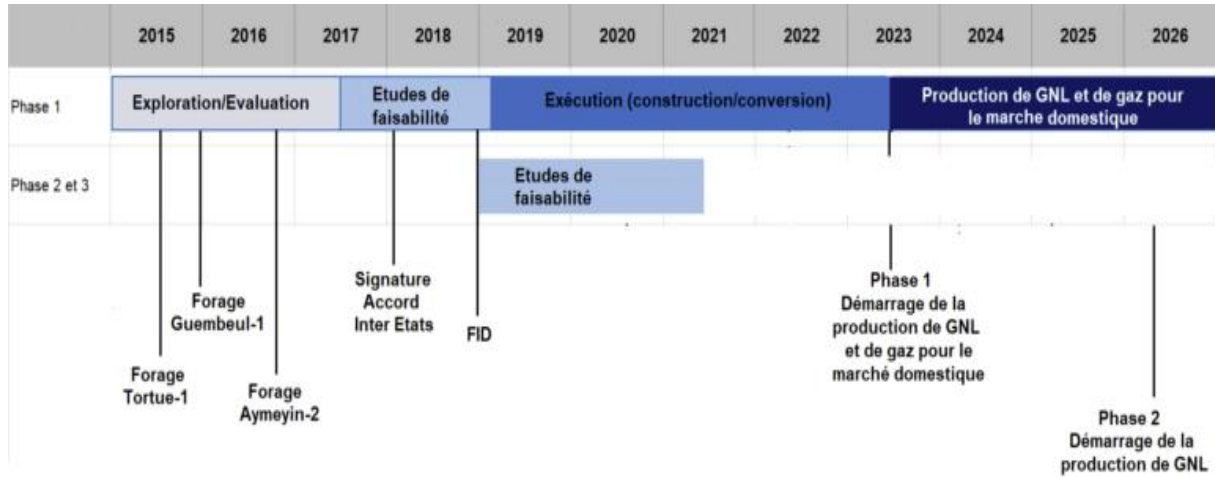 2015 2016 2017 2018 2019 2020 2021 2022 2023 2024 2025 2026
Phase 1
Exploration/Evaluation
Etudes de
faisabilité
Exécution (construction/conversion)
Production de GNL et de gaz pour
le marche domestique
Phase 2 et 3
Etudes de
faisabilité
Forage
Tortue-1
Forage
Guembeul-1
Forage
Aymeyin-2
Signature
Accord
Inter Etats
FID
Phase 1
Démarrage de la
production de GNL
et de gaz pour le
marché domestique
Phase 2
Démarrage de la
production de GNL